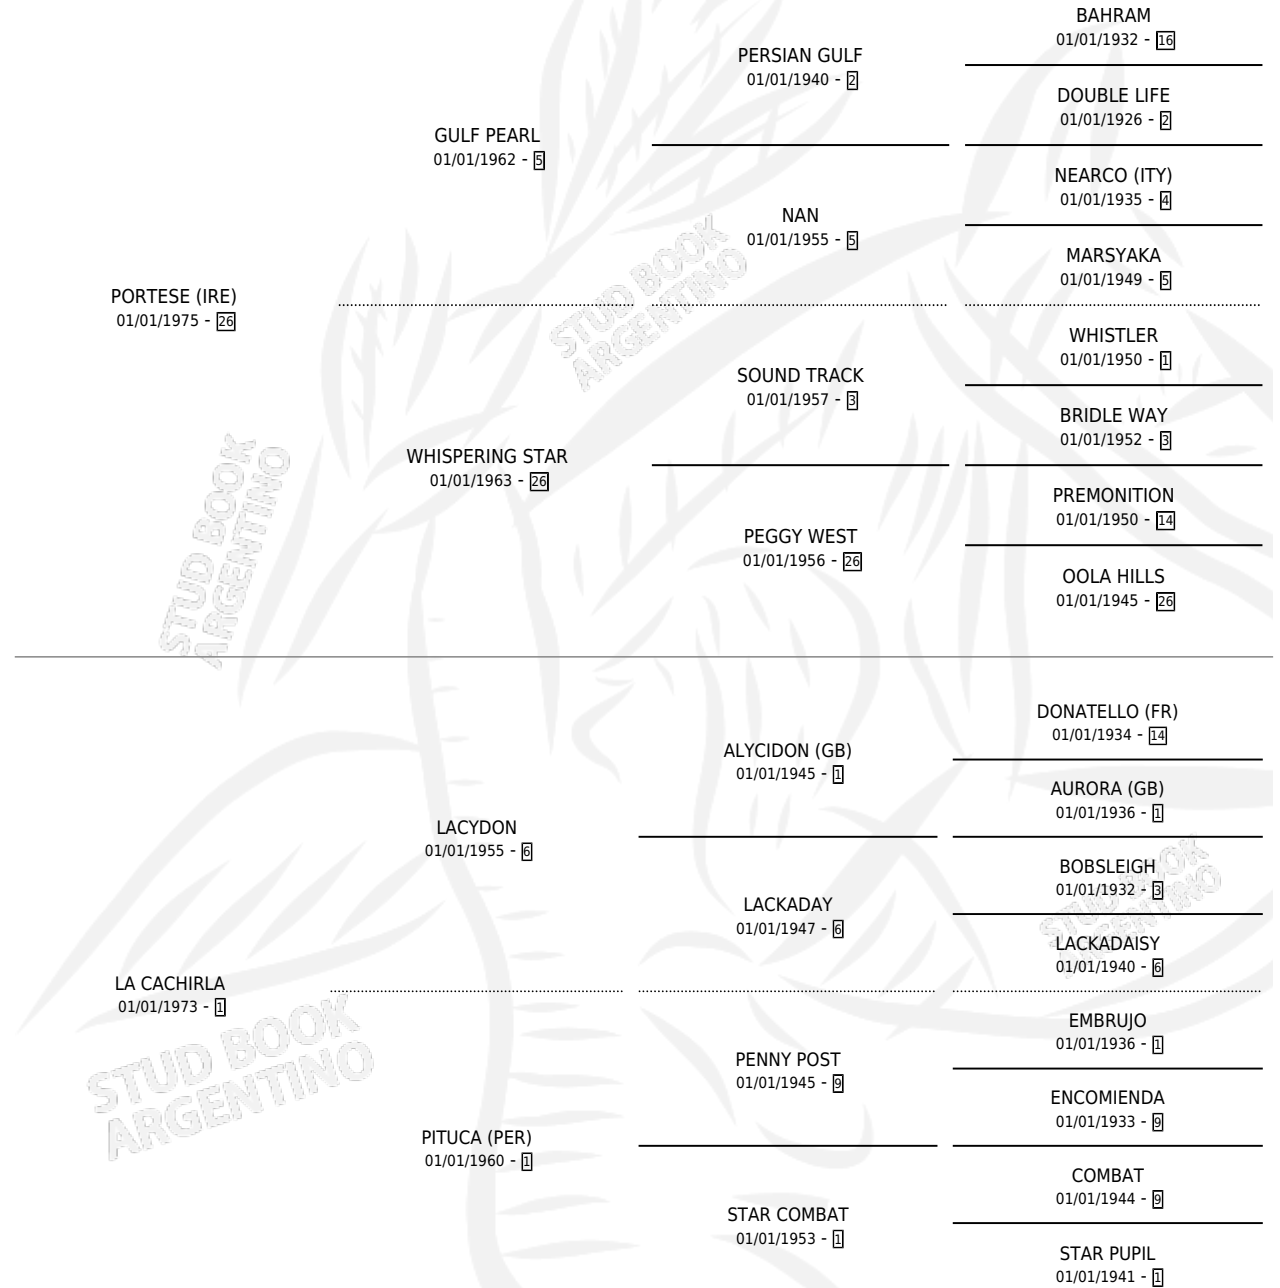 BAHRAM
01/01/1932 - 16
PERSIAN GULF
01/01/1940 - 2
DOUBLE LIFE
01/01/1926 - 2
GULF PEARL
01/01/1962 - 5
NEARCO (ITY)
01/01/1935 - 4
NAN
01/01/1955 - 5
MARSYAKA
01/01/1949 - 5
PORTESE (IRE)
01/01/1975 - 26
WHISTLER
01/01/1950 - 1
SOUND TRACK
01/01/1957 - 3
BRIDLE WAY
01/01/1952 - 3
WHISPERING STAR
01/01/1963 - 26
PREMONITION
01/01/1950 - 14
PEGGY WEST
01/01/1956 - 26
OOLA HILLS
01/01/1945 - 26
DONATELLO (FR)
01/01/1934 - 14
ALYCIDON (GB)
01/01/1945 - 1
AURORA (GB)
01/01/1936 - 1
LACYDON
01/01/1955 - 6
BOBSLEIGH
01/01/1932 - 3
LACKADAY
01/01/1947 - 6
LACKADAISY
01/01/1940 - 6
LA CACHIRLA
01/01/1973 - 1
EMBRUJO
01/01/1936 - 1
PENNY POST
01/01/1945 - 9
ENCOMIENDA
01/01/1933 - 9
PITUCA (PER)
01/01/1960 - 1
COMBAT
01/01/1944 - 9
STAR COMBAT
01/01/1953 - 1
STAR PUPIL
01/01/1941 - 1
STUD BOOK
ARGENTINO
STUD BOOK
ARGENTINO
STUD BOOK
ARGENTINO
STUD BOOK
ARGENTINO